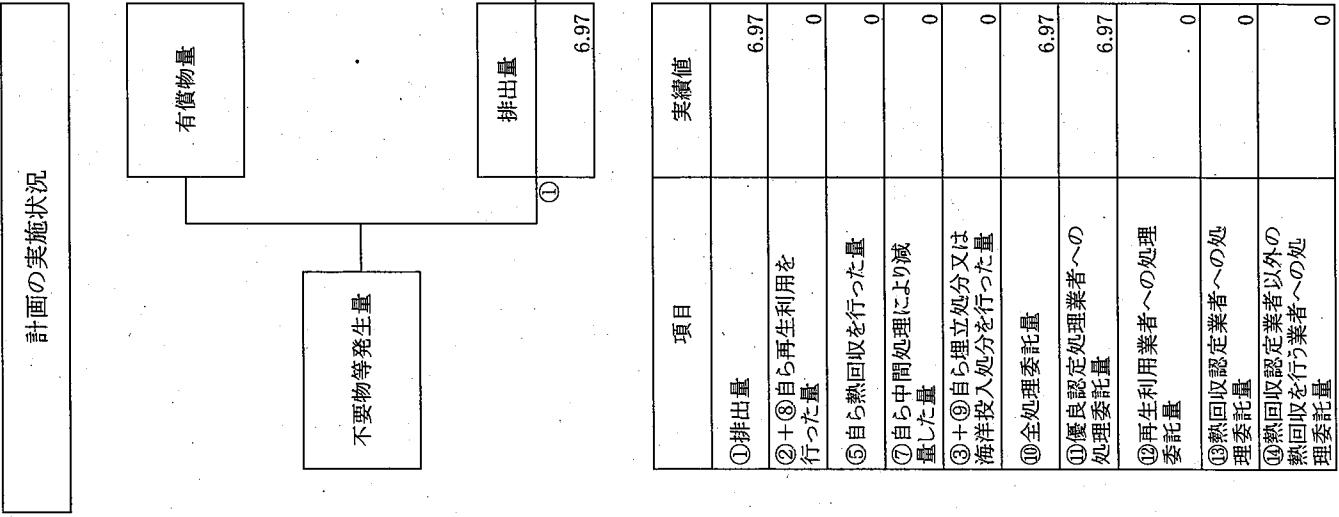 計画の実施状況
有償物量
不要物等発生量
排出量
①
6.97
項目
実績値
①排出量
6.97
②+⑧自ら再生利用を
行った量
0
⑤自ら熱回収を行った量
0
⑦自ら中間処理により減
量した量
0
③+⑨自ら埋立処分又は
海洋投入処分を行った量
0
⑩全処理委託量
6.97
⑪優良認定処理業者への
処理委託量
6.97
⑫再生利用業者への処理
委託量
0
⑬熱回収認定業者への処
理委託量
0
⑭熱回収認定業者以外の
熱回収を行う業者への処
理委託量
0